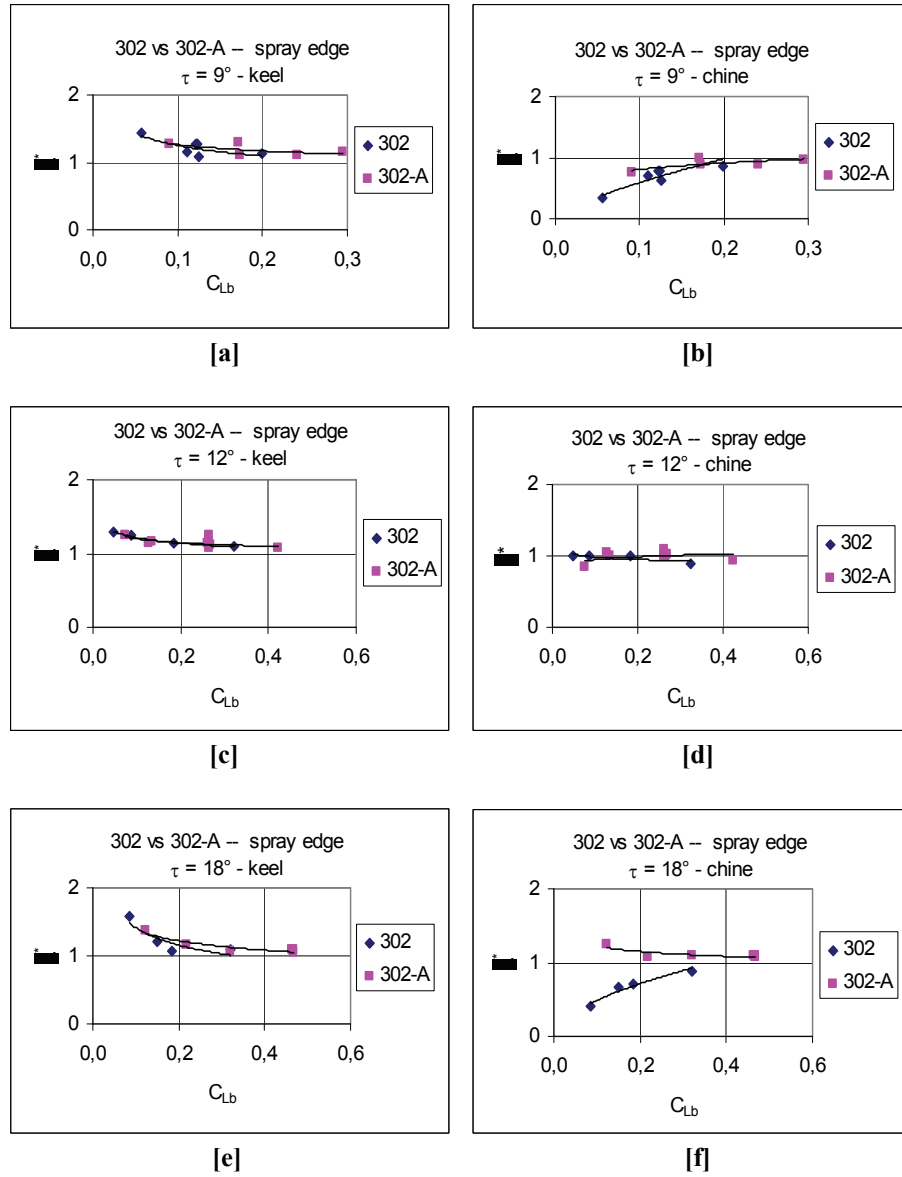 302 vs 302-A -- spray edge
τ = 9° - keel
2
1
0
0,0 0,1 0,2 0,3
C_Lb
302
302-A
[a]
302 vs 302-A -- spray edge
τ = 9° - chine
2
1
0
0,0 0,1 0,2 0,3
C_Lb
302
302-A
[b]
302 vs 302-A -- spray edge
τ = 12° - keel
2
1
0
0,0 0,2 0,4 0,6
C_Lb
302
302-A
[c]
302 vs 302-A -- spray edge
τ = 12° - chine
2
1
0
0,0 0,2 0,4 0,6
C_Lb
302
302-A
[d]
302 vs 302-A -- spray edge
τ = 18° - keel
2
1
0
0,0 0,2 0,4 0,6
C_Lb
302
302-A
[e]
302 vs 302-A -- spray edge
τ = 18° - chine
2
1
0
0,0 0,2 0,4 0,6
C_Lb
302
302-A
[f]